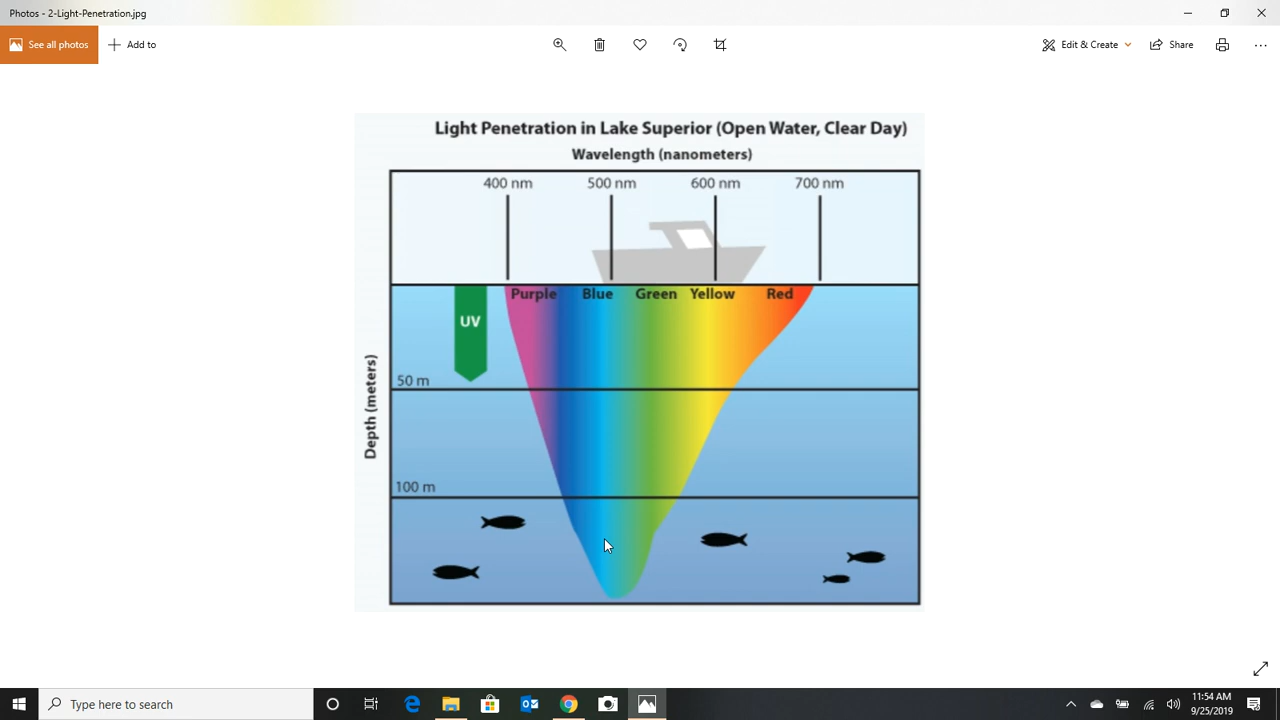 Photos - 2-Light-Penetration.jpg
See all photos
Add to
Edit & Create
Share
Light Penetration in Lake Superior (Open Water, Clear Day)
Wavelength (nanometers)
400 nm 500 nm 600 nm 700 nm
Purple Blue Green Yellow Red
UV
50 m
Depth (meters)
100 m
Type here to search
11:54 AM
9/25/2019